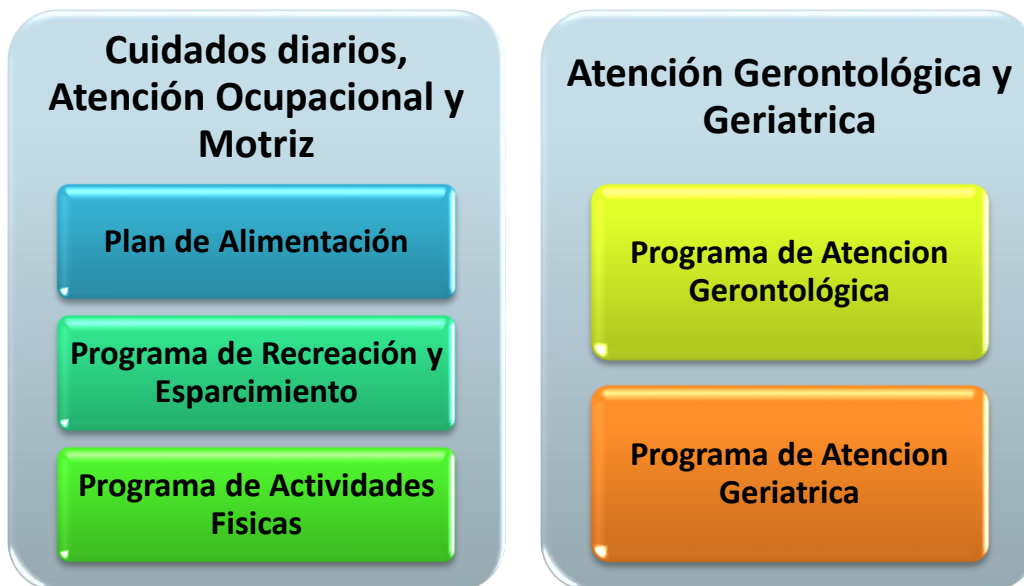 Cuidados diarios,
Atención Ocupacional y
Motriz
Plan de Alimentación
Programa de Recreación y
Esparcimiento
Programa de Actividades
Fisicas
Atención Gerontológica y
Geriatrica
Programa de Atencion
Gerontológica
Programa de Atencion
Geriatrica